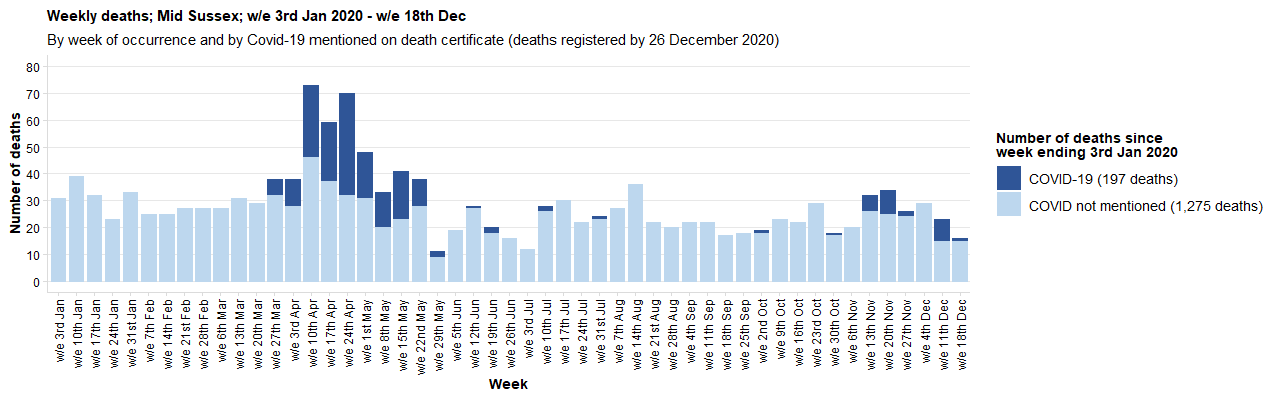 Weekly deaths; Mid Sussex; w/e 3rd Jan 2020 - w/e 18th Dec
By week of occurrence and by Covid-19 mentioned on death certificate (deaths registered by 26 December 2020)
80
70
60
50
40
30
20
10
0
Number of deaths
w/e 3rd Jan
w/e 10th Jan
w/e 17th Jan
w/e 24th Jan
w/e 31st Jan
w/e 7th Feb
w/e 14th Feb
w/e 21st Feb
w/e 28th Feb
w/e 6th Mar
w/e 13th Mar
w/e 20th Mar
w/e 27th Mar
w/e 3rd Apr
w/e 10th Apr
w/e 17th Apr
w/e 24th Apr
w/e 1st May
w/e 8th May
w/e 15th May
w/e 22nd May
w/e 29th May
w/e 5th Jun
w/e 12th Jun
w/e 19th Jun
w/e 26th Jun
w/e 3rd Jul
w/e 10th Jul
w/e 17th Jul
w/e 24th Jul
w/e 31st Jul
w/e 7th Aug
w/e 14th Aug
w/e 21st Aug
w/e 28th Aug
w/e 4th Sep
w/e 11th Sep
w/e 18th Sep
w/e 25th Sep
w/e 2nd Oct
w/e 9th Oct
w/e 16th Oct
w/e 23rd Oct
w/e 30th Oct
w/e 6th Nov
w/e 13th Nov
w/e 20th Nov
w/e 27th Nov
w/e 4th Dec
w/e 11th Dec
w/e 18th Dec
Week
Number of deaths since
week ending 3rd Jan 2020
COVID-19 (197 deaths)
COVID not mentioned (1,275 deaths)